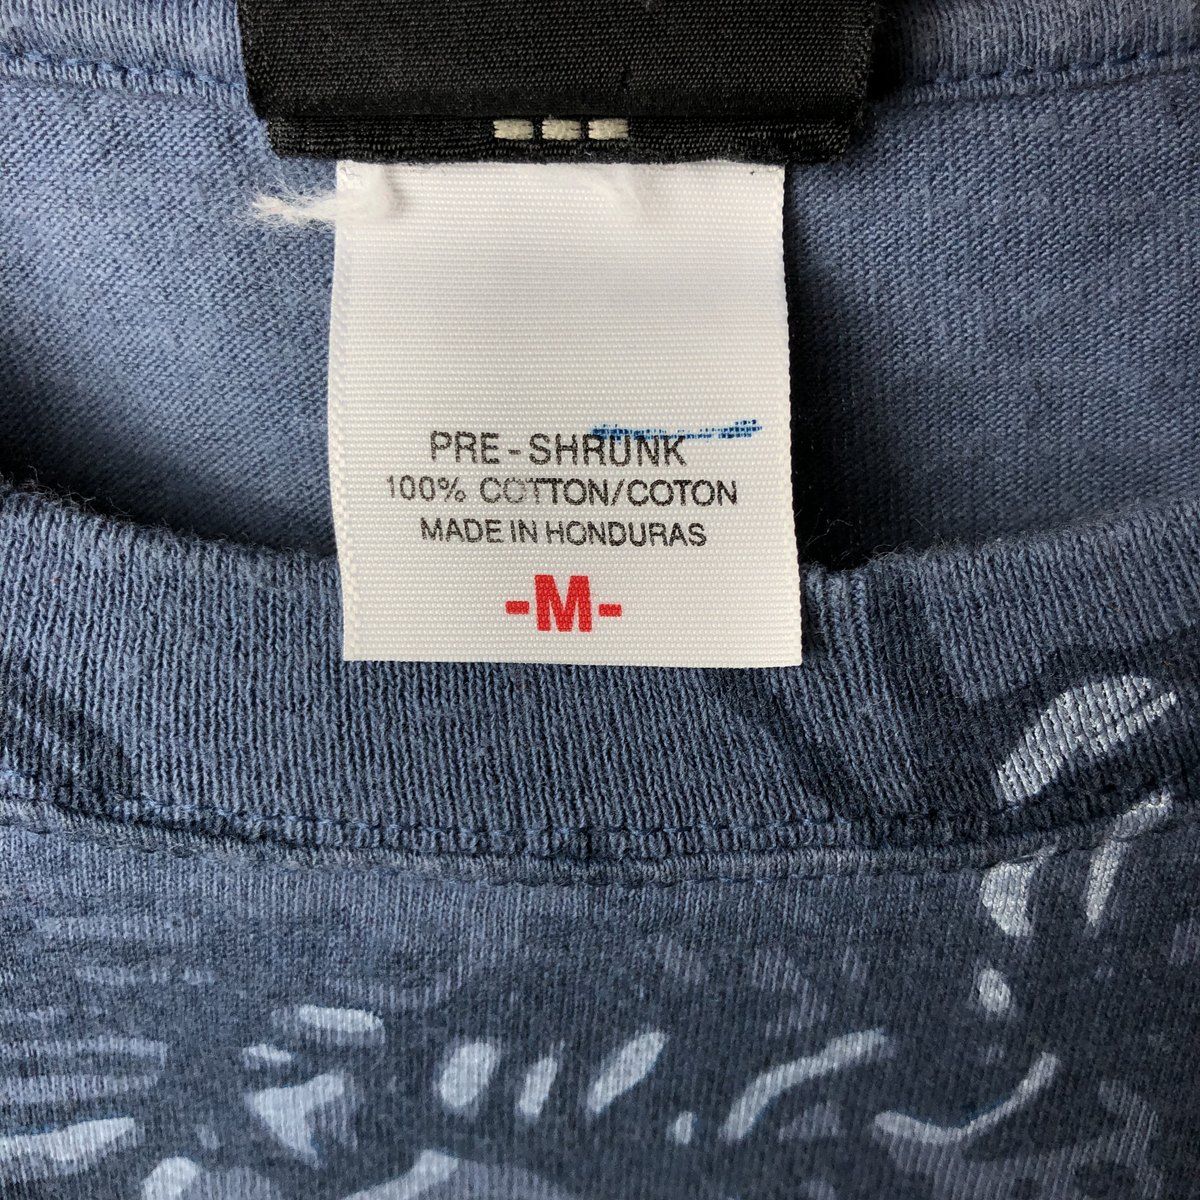 PRE-SHRUNK
100% COTTON/COTON
MADE IN HONDURAS
-M-